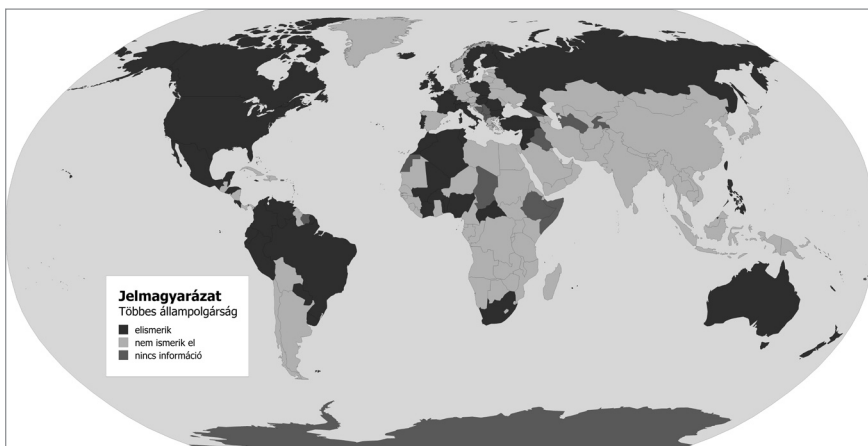 Jelmagyarázat
Többes állampolgárság
elismerik
nem ismerik el
nincs információ